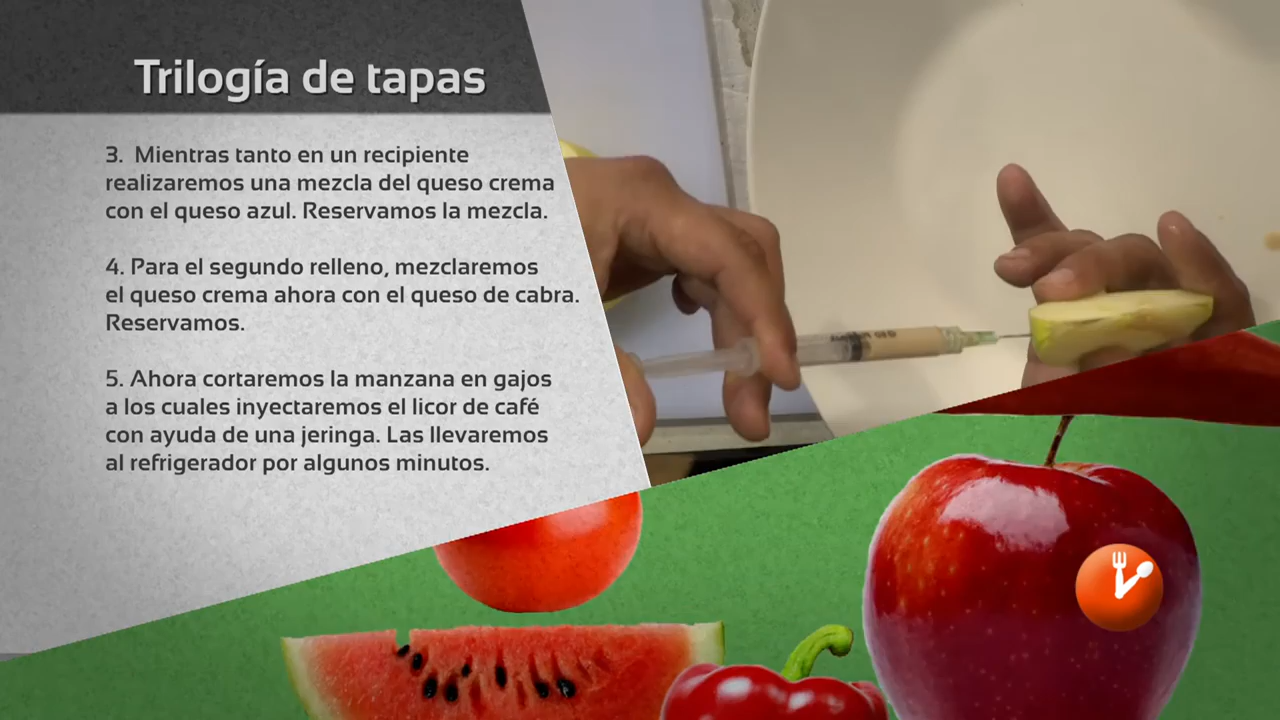 Trilogía de tapas
3. Mientras tanto en un recipiente
realizaremos una mezcla del queso crema
con el queso azul. Reservamos la mezcla.
4. Para el segundo relleno, mezclaremos
el queso crema ahora con el queso de cabra.
Reservamos.
5. Ahora cortaremos la manzana en gajos
a los cuales inyectaremos el licor de café
con ayuda de una jeringa. Las llevaremos
al refrigerador por algunos minutos.